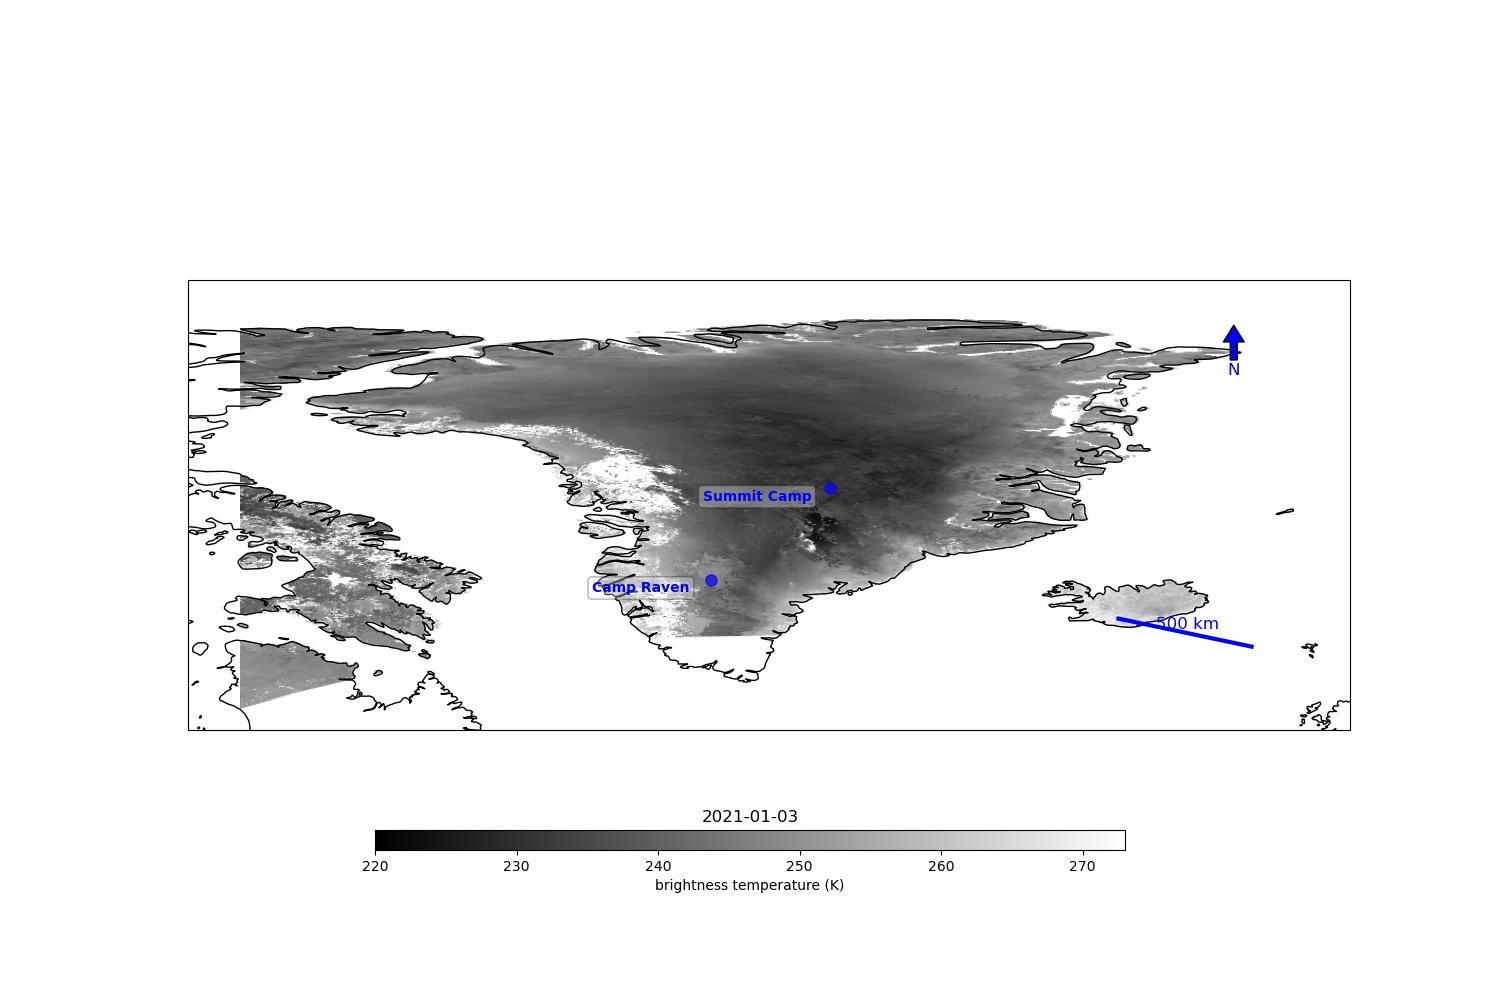 N
Summit Camp
Camp Raven
500 km
2021-01-03
220 230 240 250 260 270
brightness temperature (K)